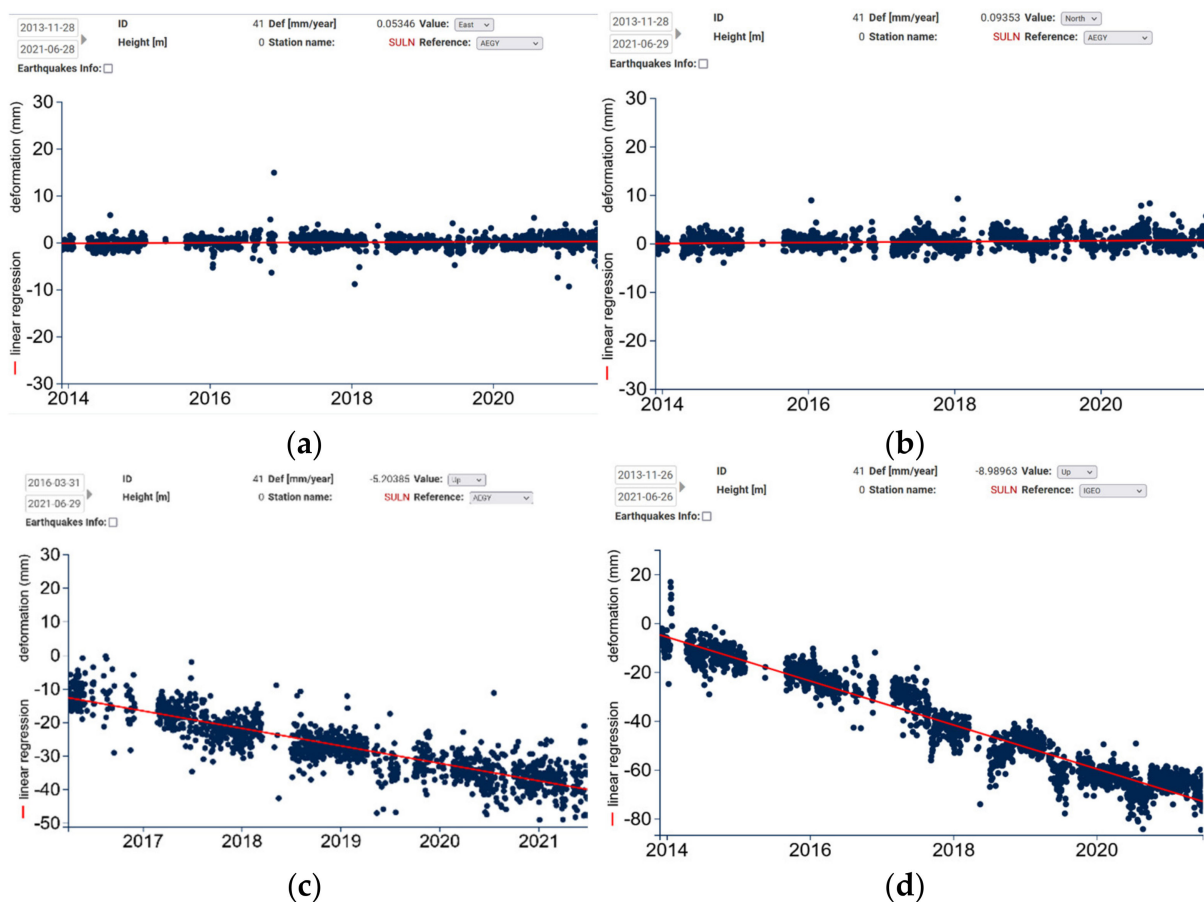 2013-11-28 ID 41 Def [mm/year] 0.05346 Value: East
2021-06-28 Height [m] 0 Station name: SULN Reference: AEGY
Earthquakes Info:
deformation (mm)
linear regression
30
20
10
0
-10
-20
-30
2014 2016 2018 2020
(a)
2013-11-28 ID 41 Def [mm/year] 0.09353 Value: North
2021-06-29 Height [m] 0 Station name: SULN Reference: AEGY
Earthquakes Info:
deformation (mm)
linear regression
30
20
10
0
-10
-20
-30
2014 2016 2018 2020
(b)
2016-03-31 ID 41 Def [mm/year] -5.20385 Value: Up
2021-06-29 Height [m] 0 Station name: SULN Reference: AEGY
Earthquakes Info:
deformation (mm)
linear regression
30
20
10
0
-10
-20
-30
-40
-50
2017 2018 2019 2020 2021
(c)
2013-11-26 ID 41 Def [mm/year] -8.98963 Value: Up
2021-06-26 Height [m] 0 Station name: SULN Reference: IGEO
Earthquakes Info:
deformation (mm)
linear regression
20
0
-20
-40
-60
-80
2014 2016 2018 2020
(d)